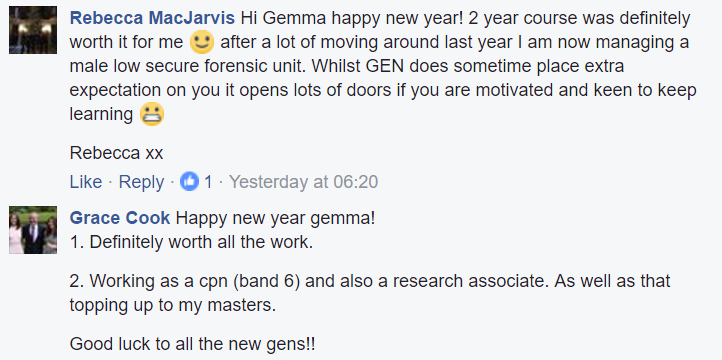 Rebecca MacJarvis Hi Gemma happy new year! 2 year course was definitely
worth it for me 🙂 after a lot of moving around last year I am now managing a
male low secure forensic unit. Whilst GEN does sometime place extra
expectation on you it opens lots of doors if you are motivated and keen to keep
learning 😬
Rebecca xx
Like · Reply · 1 · Yesterday at 06:20
Grace Cook Happy new year gemma!
1. Definitely worth all the work.
2. Working as a cpn (band 6) and also a research associate. As well as that
topping up to my masters.
Good luck to all the new gens!!